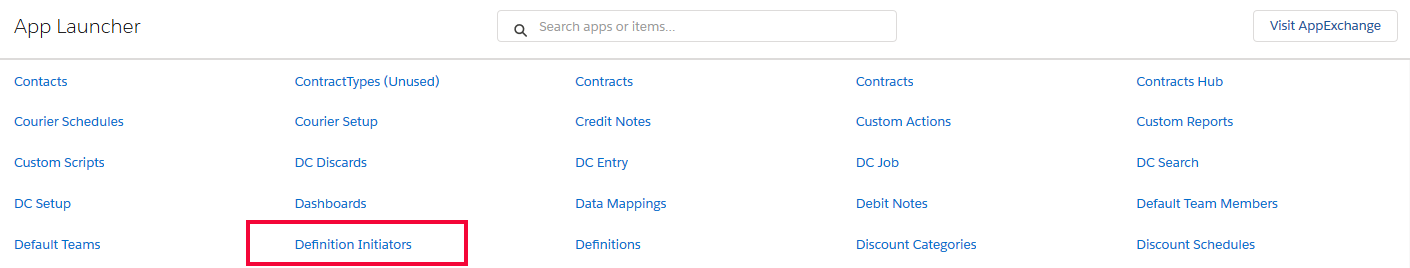 App Launcher
Search apps or items...
Visit AppExchange
Contacts
ContractTypes (Unused)
Contracts
Contracts
Contracts Hub
Courier Schedules
Courier Setup
Credit Notes
Custom Actions
Custom Reports
Custom Scripts
DC Discards
DC Entry
DC Job
DC Search
DC Setup
Dashboards
Data Mappings
Debit Notes
Default Team Members
Default Teams
Definition Initiators
Definitions
Discount Categories
Discount Schedules